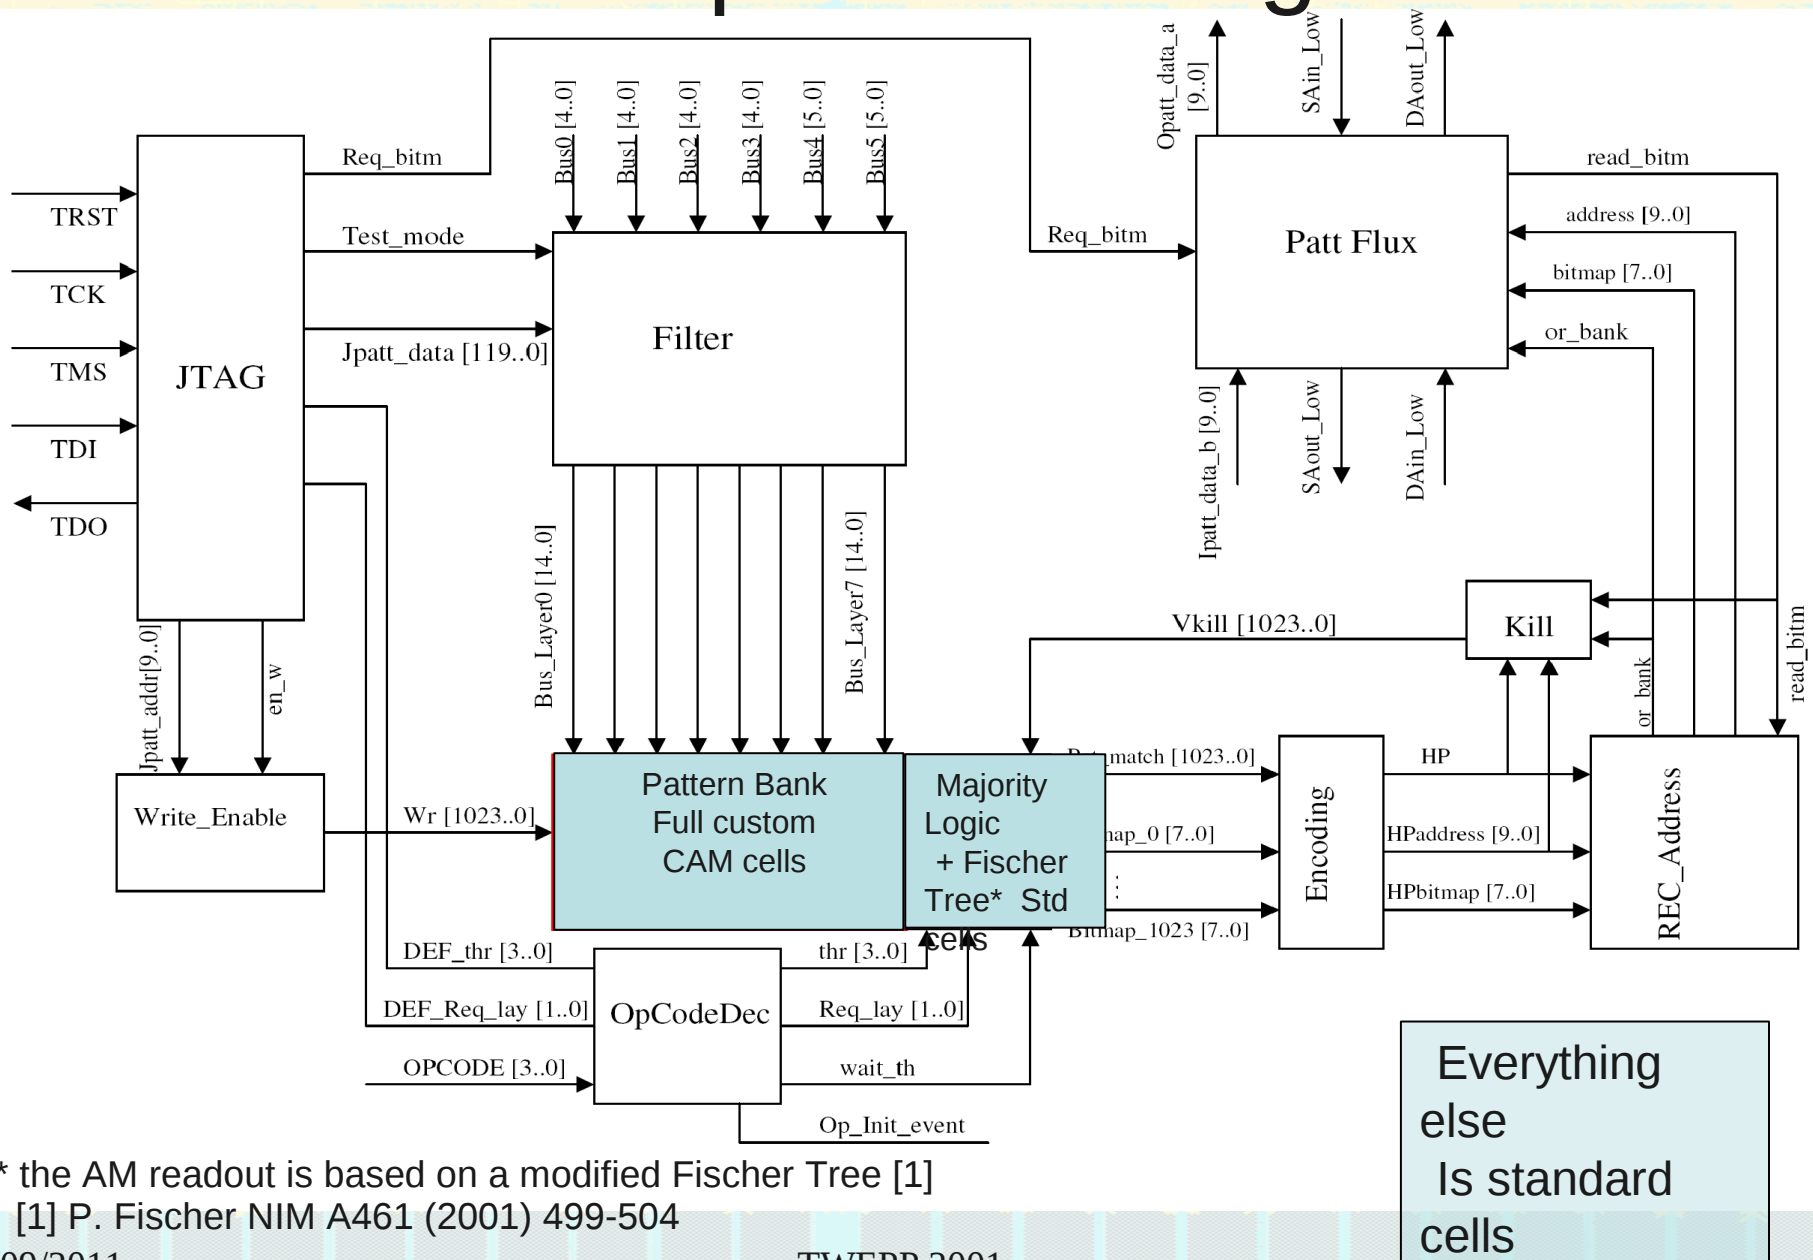 Opatt_data_a
[9..0]
SAin_Low
DAout_Low
Bus0 [4..0]
Bus1 [4..0]
Bus2 [4..0]
Bus3 [4..0]
Bus4 [5..0]
Bus5 [5..0]
Req_bitm
TRST
Test_mode
TCK
Jpatt_data [119..0]
TMS
JTAG
TDI
TDO
Filter
Req_bitm
Patt Flux
read_bitm
address [9..0]
bitmap [7..0]
or_bank
Ipatt_data_b [9..0]
SAout_Low
DAin_Low
Bus_Layer0 [14..0]
Bus_Layer7 [14..0]
Vkill [1023..0]
Kill
or_bank
read_bitm
Jpatt_addr[9..0]
en_w
Write_Enable
Wr [1023..0]
Pattern Bank
Full custom
CAM cells
Majority
Logic
+ Fischer
Tree* Std
cells
match [1023..0]
[7..0]
⋮
Bitmap_1023 [7..0]
Encoding
HP
HPaddress [9..0]
HPbitmap [7..0]
REC_Address
DEF_thr [3..0]
DEF_Req_lay [1..0]
OPCODE [3..0]
OpCodeDec
thr [3..0]
Req_lay [1..0]
wait_th
Op_Init_event
Everything
else
Is standard
cells
* the AM readout is based on a modified Fischer Tree [1]
[1] P. Fischer NIM A461 (2001) 499-504
TWEPP 2001